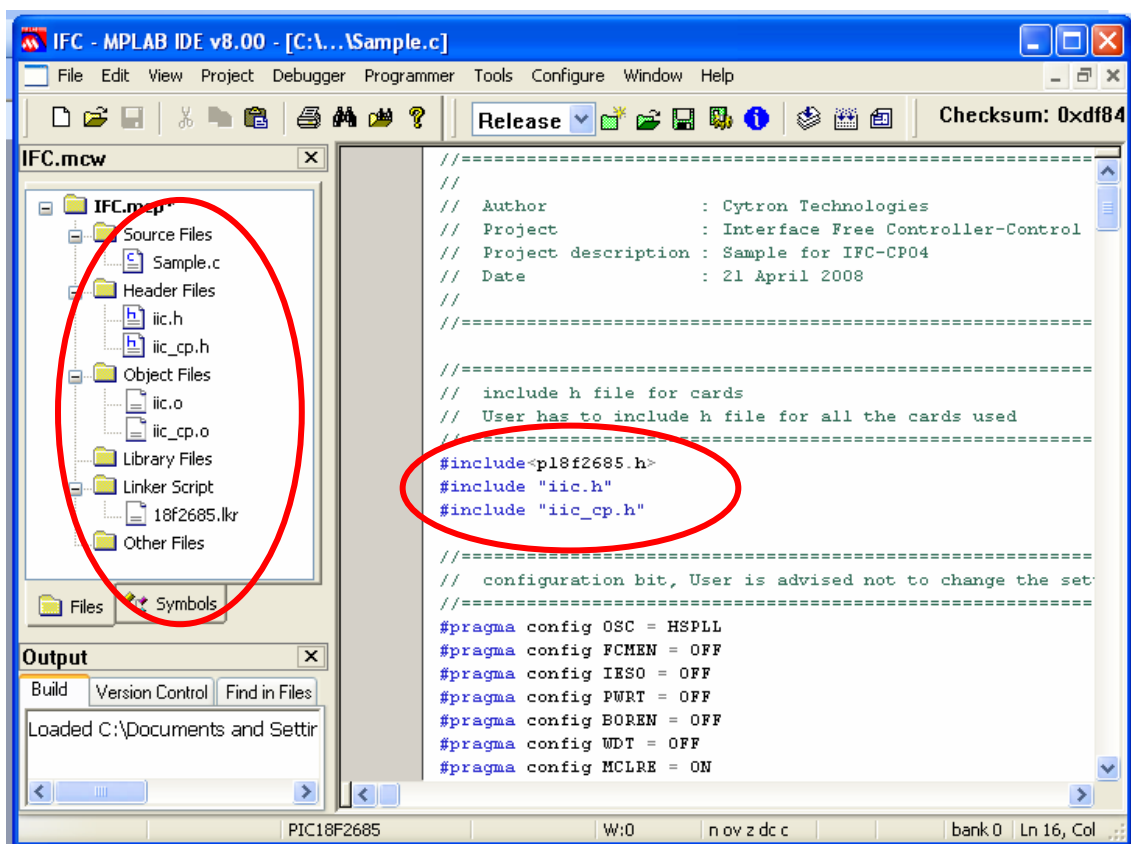 IFC - MPLAB IDE v8.00 - [C:\...\Sample.c]
File Edit View Project Debugger Programmer Tools Configure Window Help
Release
Checksum: 0xdf84
IFC.mcw
IFC.mcp*
Source Files
Sample.c
Header Files
iic.h
iic_cp.h
Object Files
iic.o
iic_cp.o
Library Files
Linker Script
18f2685.lkr
Other Files
Files Symbols
Output
Build Version Control Find in Files
Loaded C:\Documents and Settin
//==========================================================
//
// Author : Cytron Technologies
// Project : Interface Free Controller-Control
// Project description : Sample for IFC-CP04
// Date : 21 April 2008
//
//==========================================================
//==========================================================
// include h file for cards
// User has to include h file for all the cards used
//==========================================================
#include<p18f2685.h>
#include "iic.h"
#include "iic_cp.h"
//==========================================================
// configuration bit, User is advised not to change the set
//==========================================================
#pragma config OSC = HSPLL
#pragma config FCMEN = OFF
#pragma config IESO = OFF
#pragma config PWRT = OFF
#pragma config BOREN = OFF
#pragma config WDT = OFF
#pragma config MCLRE = ON
PIC18F2685 W:0 n ov z dc c bank 0 Ln 16, Col